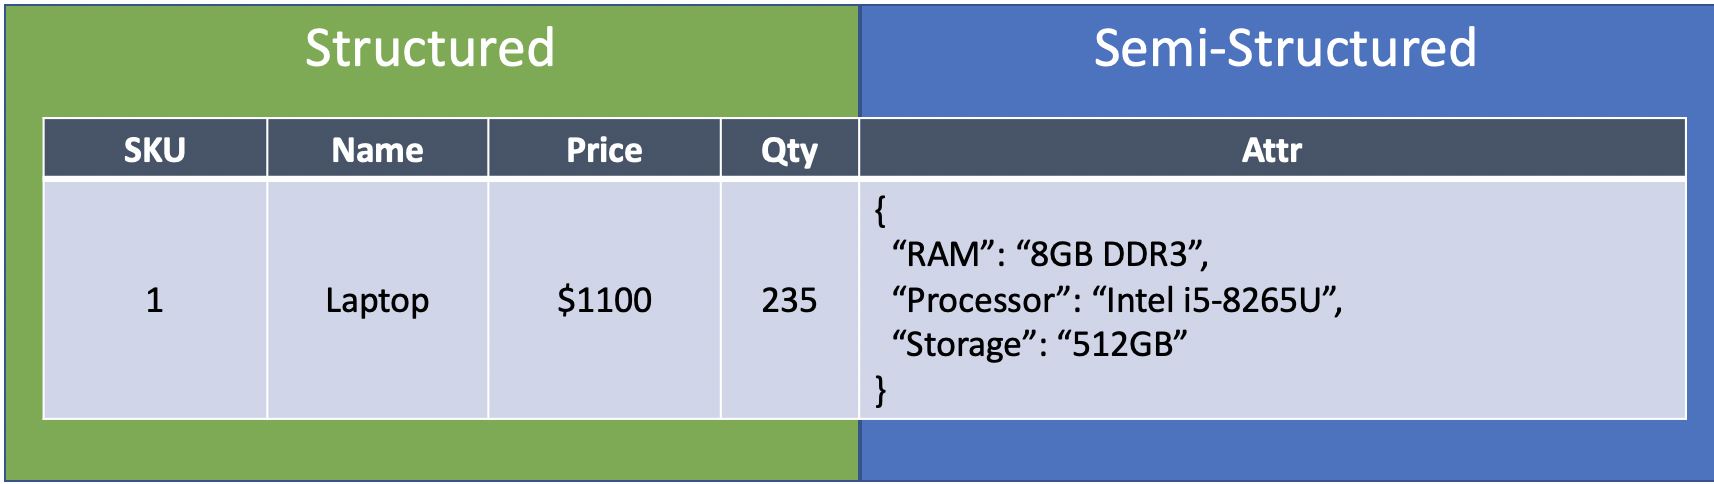 Structured
Semi-Structured
SKU Name Price Qty Attr
{
“RAM”: “8GB DDR3”,
1 Laptop $1100 235 “Processor”: “Intel i5-8265U”,
“Storage”: “512GB”
}